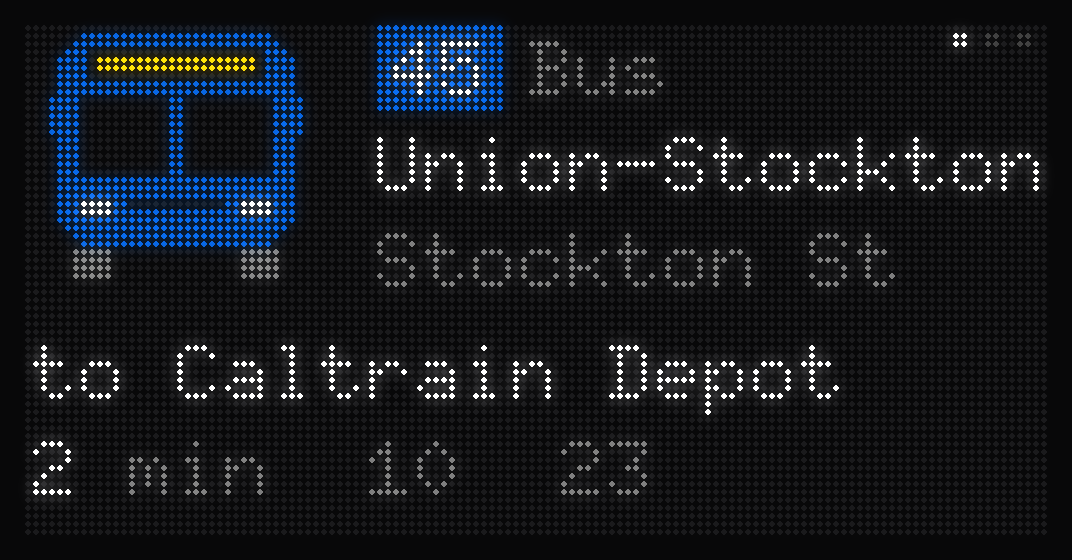 45 Bus
Union-Stockton
Stockton St
to Caltrain Depot
2 min 10 23